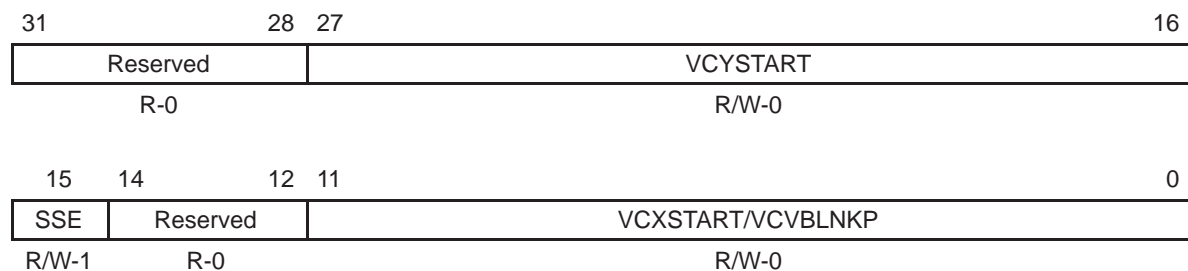 31 28 27 16
Reserved VCYSTART
R-0 R/W-0
15 14 12 11 0
SSE Reserved VCXSTART/VCVBLNKP
R/W-1 R-0 R/W-0